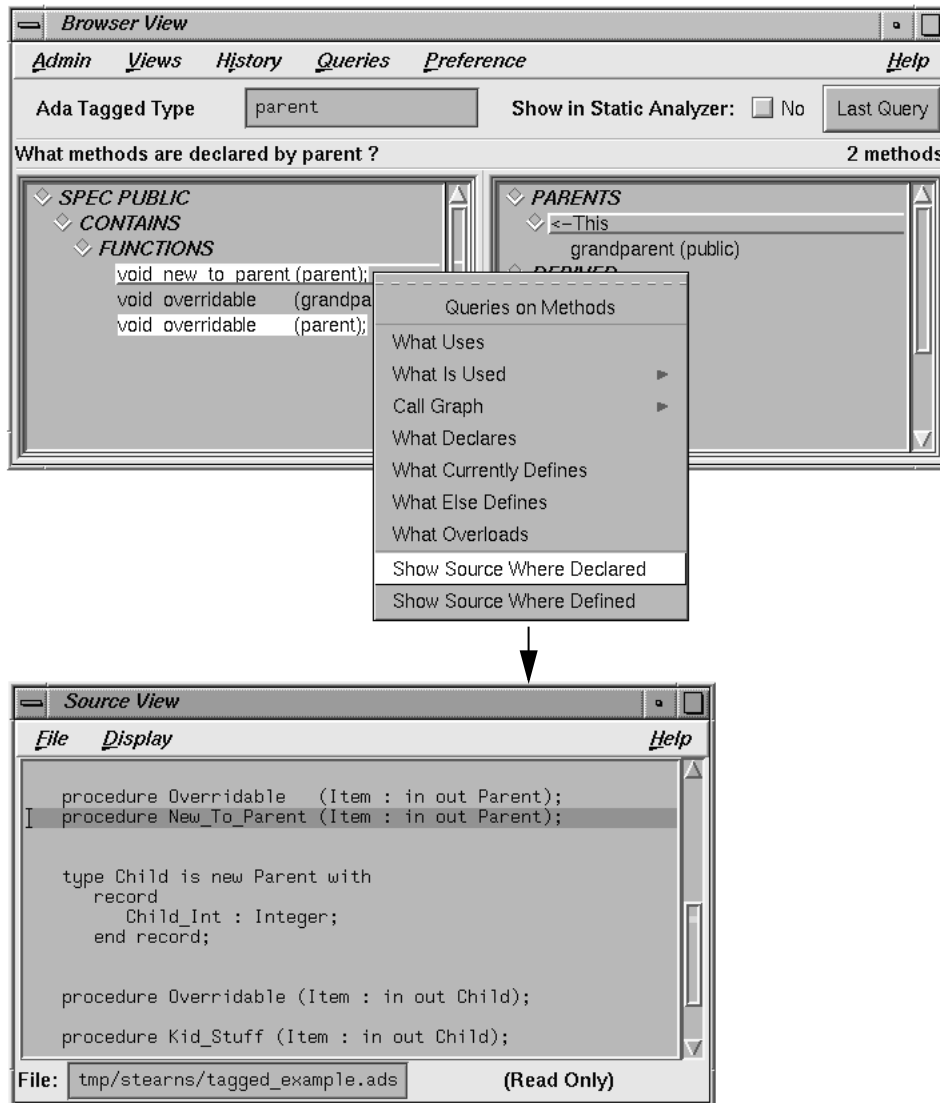 Browser View
Admin Views History Queries Preference Help
Ada Tagged Type parent Show in Static Analyzer: No Last Query
What methods are declared by parent ? 2 methods
SPEC PUBLIC
CONTAINS
FUNCTIONS
void new_to_parent (parent);
void overridable (grandpa
void overridable (parent);
PARENTS
<-This
grandparent (public)
DERIVED
Queries on Methods
What Uses
What Is Used
Call Graph
What Declares
What Currently Defines
What Else Defines
What Overloads
Show Source Where Declared
Show Source Where Defined
Source View
File Display Help
procedure Overridable (Item : in out Parent);
procedure New_To_Parent (Item : in out Parent);
type Child is new Parent with
record
Child_Int : Integer;
end record;
procedure Overridable (Item : in out Child);
procedure Kid_Stuff (Item : in out Child);
File: tmp/stearns/tagged_example.ads (Read Only)